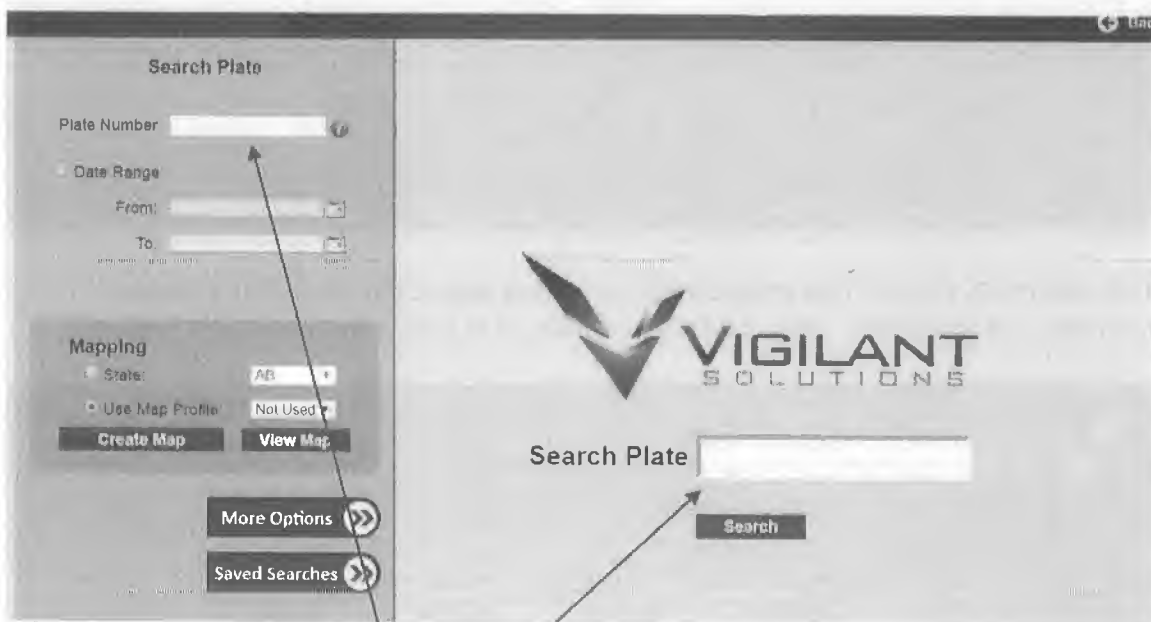 Bac
Search Plate
Plate Number
Date Range
From:
To:
Mapping
State: AB
Use Map Profile Not Used
Create Map View Map
More Options
Saved Searches
VIGILANT
SOLUTIONS
Search Plate
Search